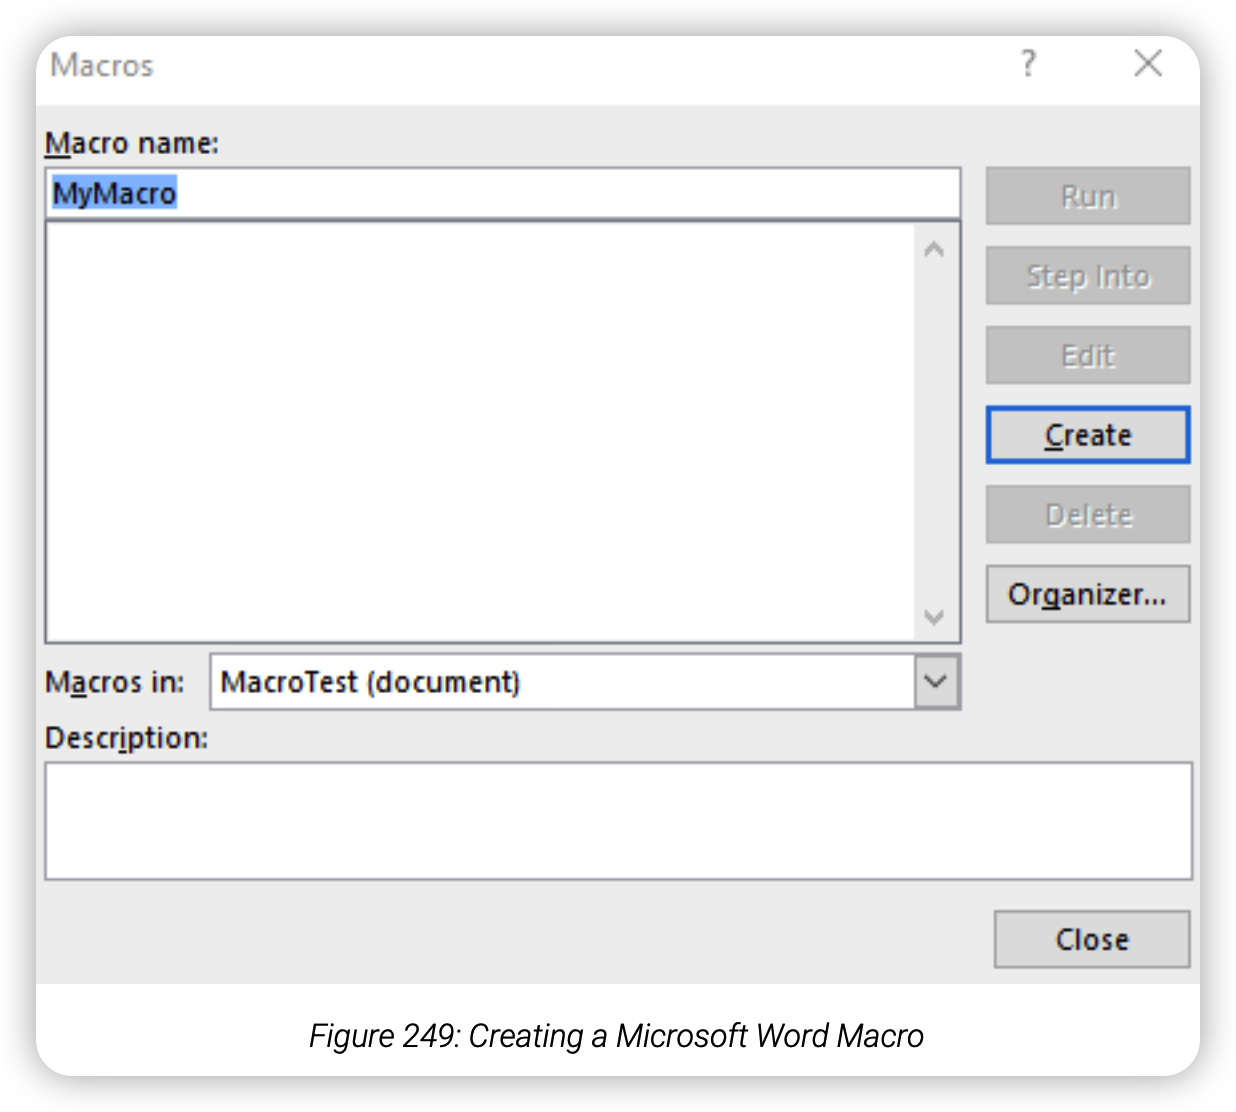 Macros ?
Macro name:
MyMacro
Run
Step Into
Edit
Create
Delete
Organizer...
Macros in: MacroTest (document)
Description:
Close
Figure 249: Creating a Microsoft Word Macro